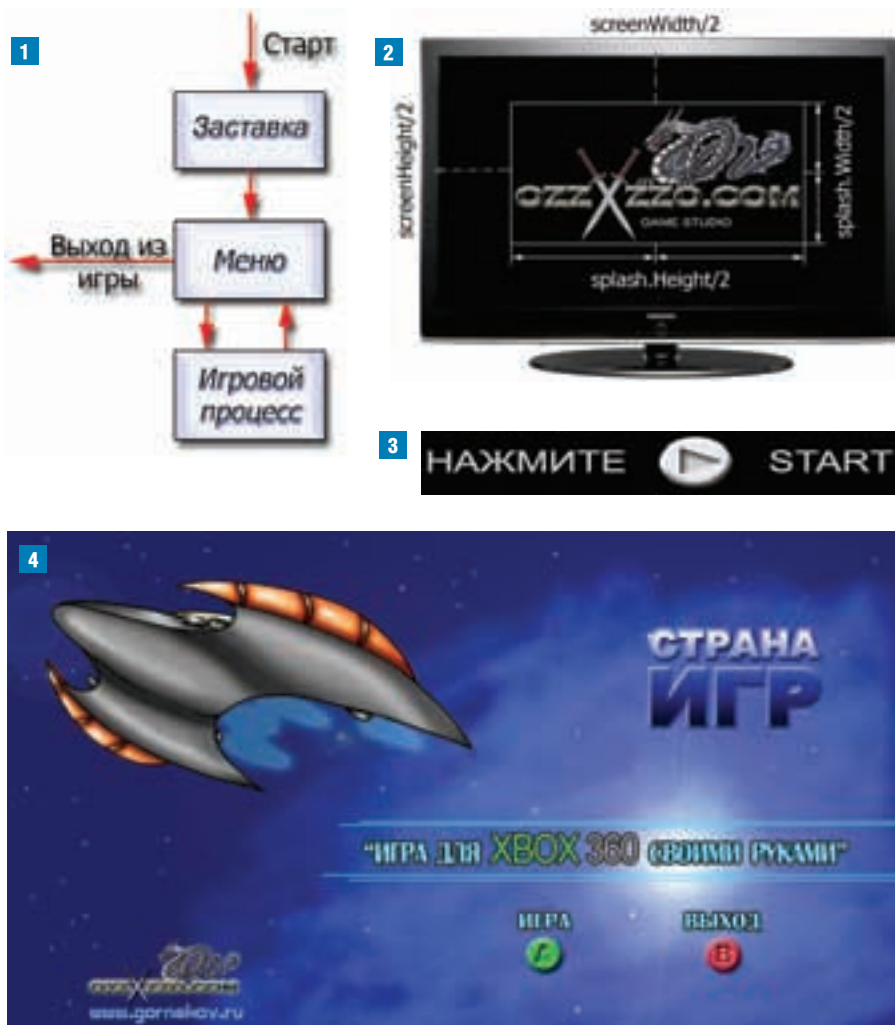 1
Старт
Заставка
Выход из
игры
Меню
Игровой
процесс
2
screenWidth/2
screenHeight/2
OZZXZZO.COM
GAME STUDIO
splash.Width/2
splash.Height/2
3
НАЖМИТЕ START
4
СТРАНА
ИГР
"ИГРА ДЛЯ XBOX 360 СВОИМИ РУКАМИ"
ИГРА ВЫХОД
A B
OZZXZZO.COM
www.gornakov.ru